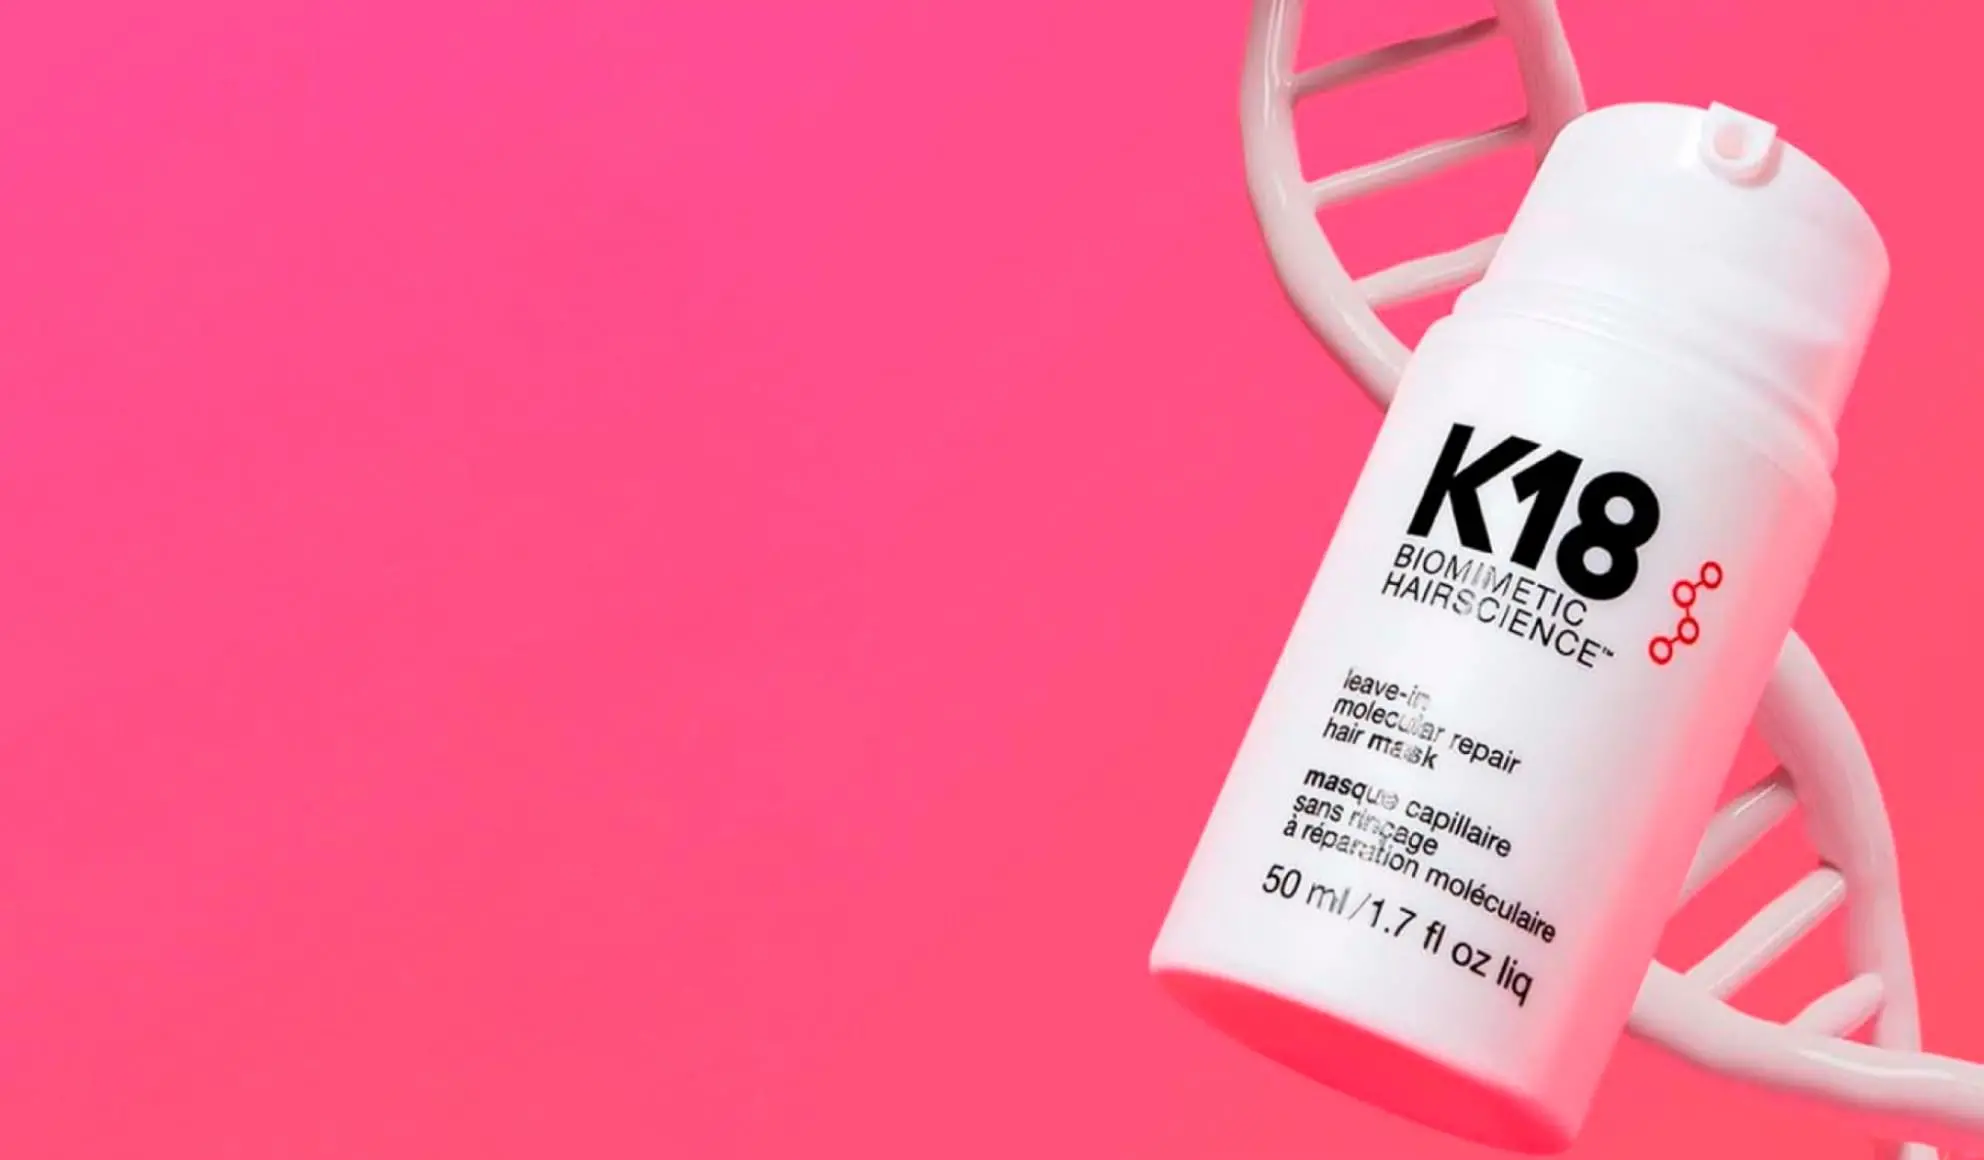 K18
BIOMIMETIC
HAIRSCIENCE™
leave-in
molecular repair
hair mask
masque capillaire
sans rinçage
à réparation moléculaire
50 ml/1.7 fl oz liq